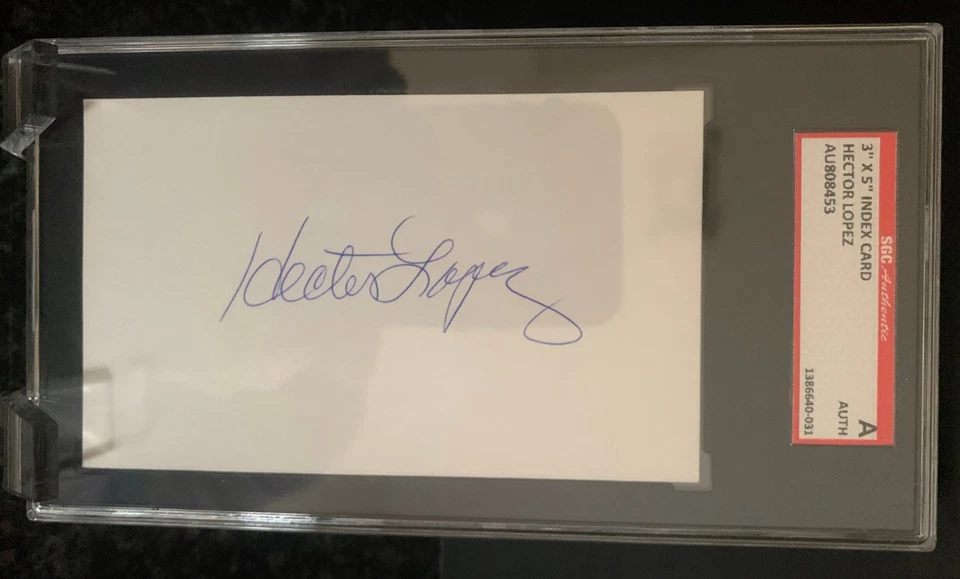 Hector Lopez
SGC Authentic
3" X 5" INDEX CARD
HECTOR LOPEZ
AU808453
A
AUTH
1386640-031